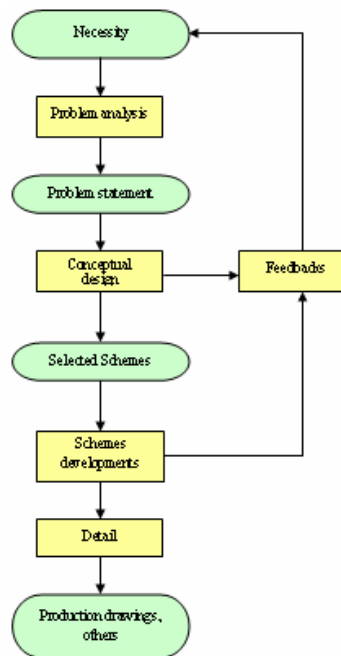 Necessity
Problem analysis
Problem statement
Conceptual
design
Feedbacks
Selected Schemes
Schemes
developments
Detail
Production drawings,
others